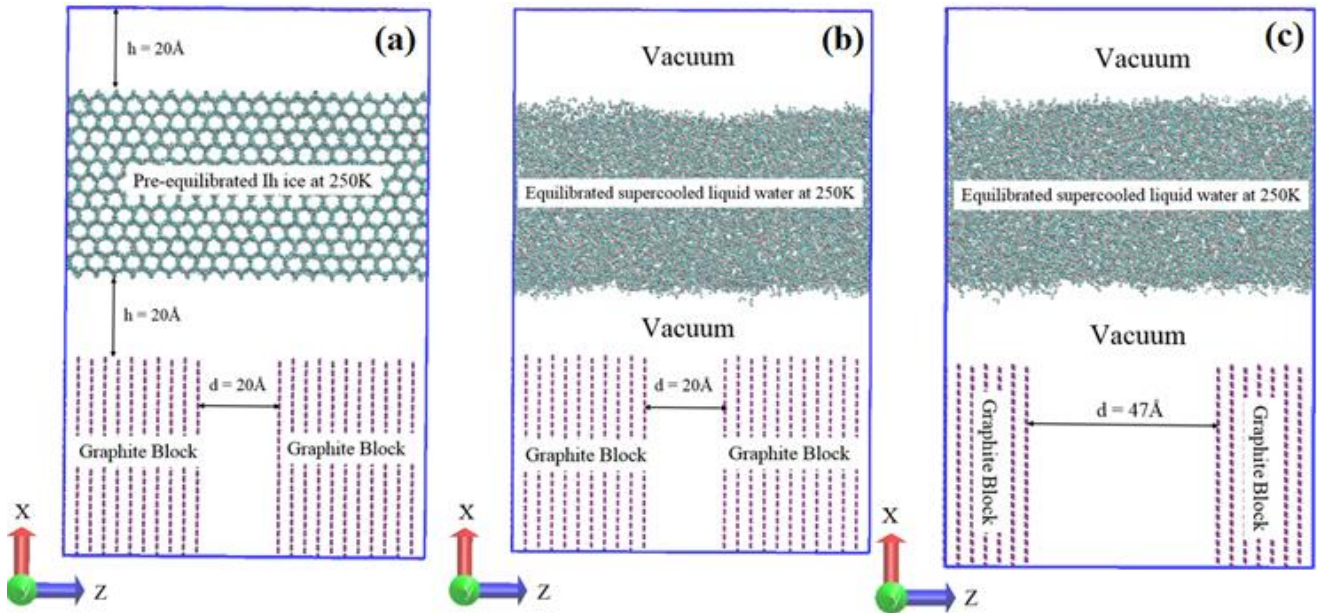 (a)
h = 20Å
Pre-equilibrated Ih ice at 250K
h = 20Å
d = 20Å
Graphite Block
Graphite Block
X
y
Z
(b)
Vacuum
Equilibrated supercooled liquid water at 250K
Vacuum
d = 20Å
Graphite Block
Graphite Block
X
y
Z
(c)
Vacuum
Equilibrated supercooled liquid water at 250K
Vacuum
d = 47Å
Graphite Block
Graphite Block
X
y
Z